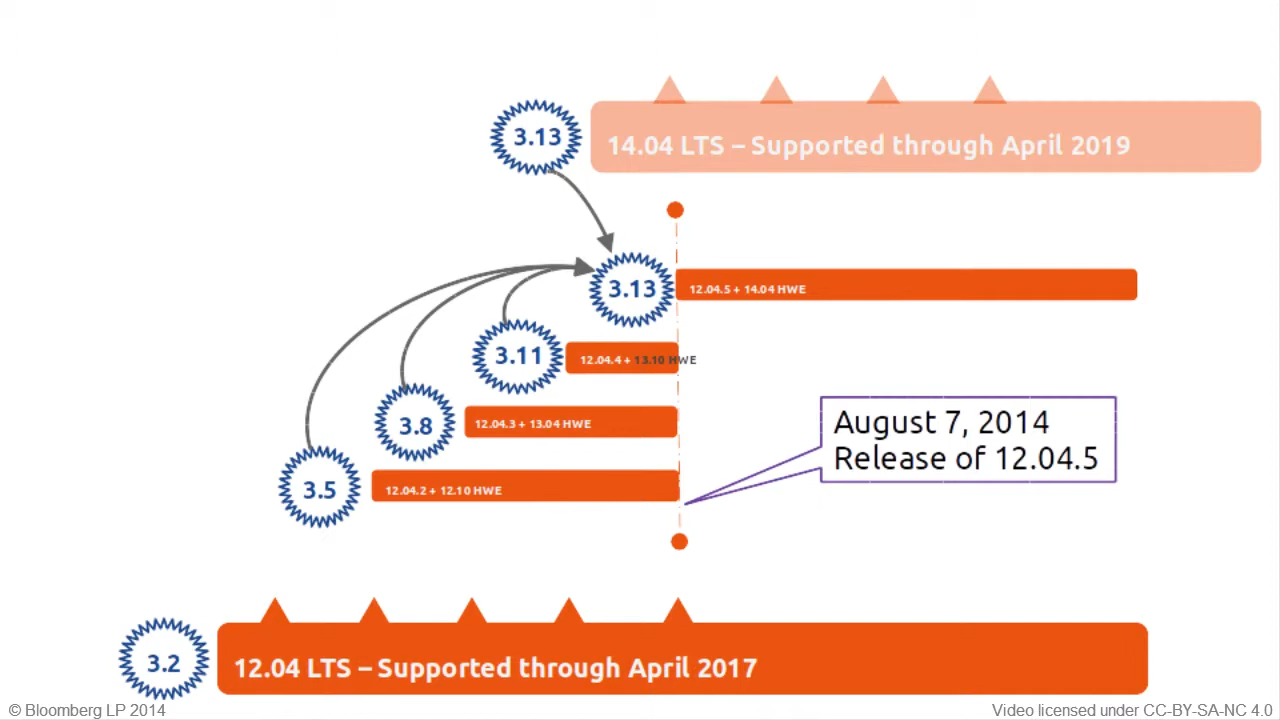 3.13
14.04 LTS – Supported through April 2019
3.13
12.04.5 + 14.04 HWE
3.11
12.04.4 + 13.10 HWE
3.8
12.04.3 + 13.04 HWE
August 7, 2014
Release of 12.04.5
3.5
12.04.2 + 12.10 HWE
3.2
12.04 LTS – Supported through April 2017
© Bloomberg LP 2014
Video licensed under CC-BY-SA-NC 4.0